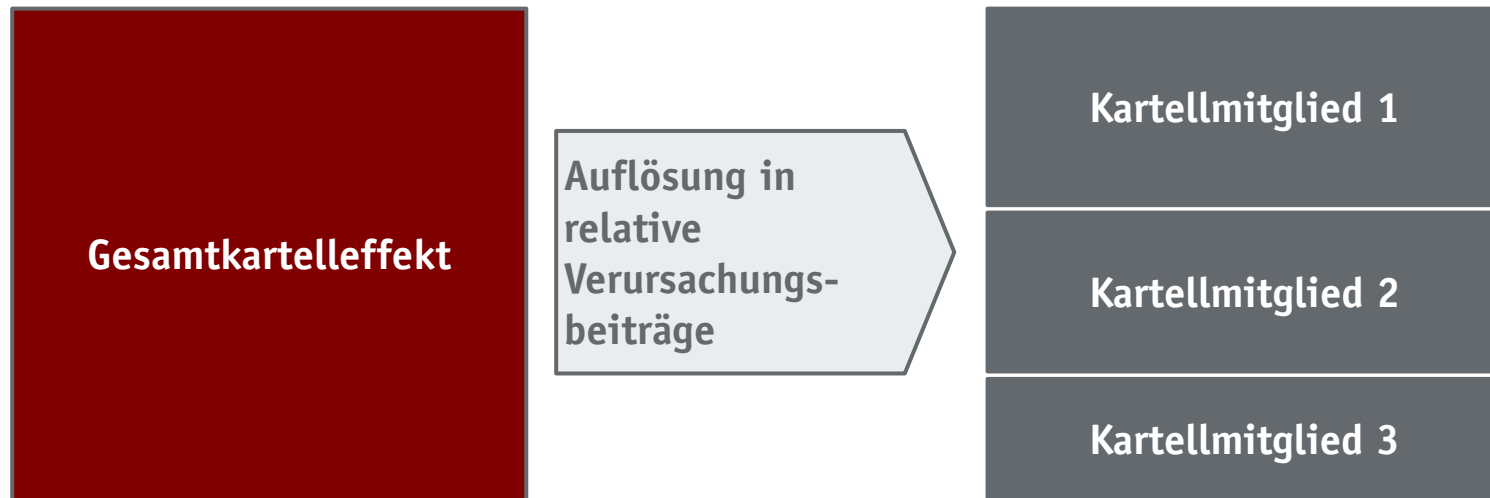 Gesamtkartelleffekt
Auflösung in
relative
Verursachungs-
beiträge
Kartellmitglied 1
Kartellmitglied 2
Kartellmitglied 3